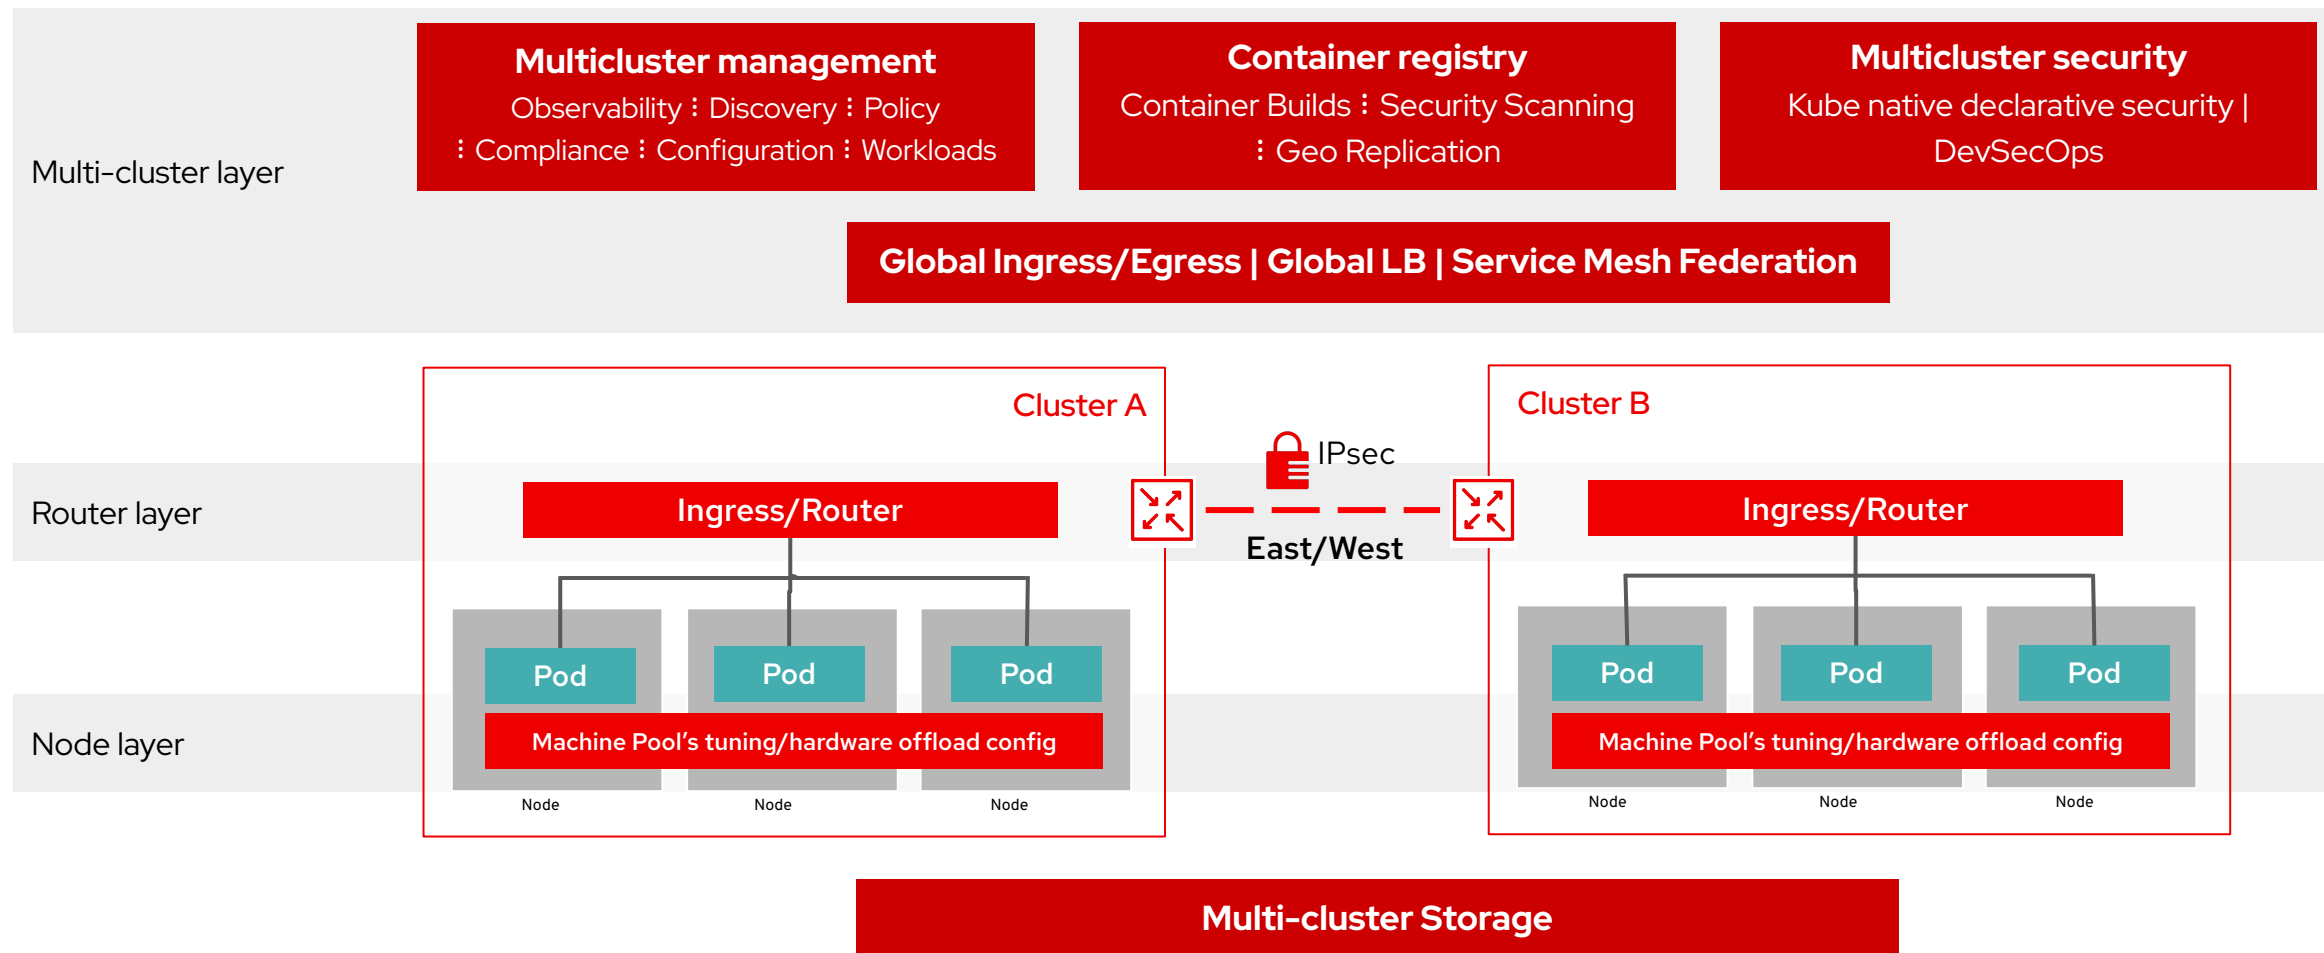 Multicluster management
Observability ⋮ Discovery ⋮ Policy
⋮ Compliance ⋮ Configuration ⋮ Workloads
Container registry
Container Builds ⋮ Security Scanning
⋮ Geo Replication
Multicluster security
Kube native declarative security |
DevSecOps
Multi-cluster layer
Global Ingress/Egress | Global LB | Service Mesh Federation
Cluster A
Cluster B
IPsec
Router layer
Ingress/Router
East/West
Ingress/Router
Pod
Pod
Pod
Pod
Pod
Pod
Node layer
Machine Pool’s tuning/hardware offload config
Machine Pool’s tuning/hardware offload config
Node
Node
Node
Node
Node
Node
Multi-cluster Storage